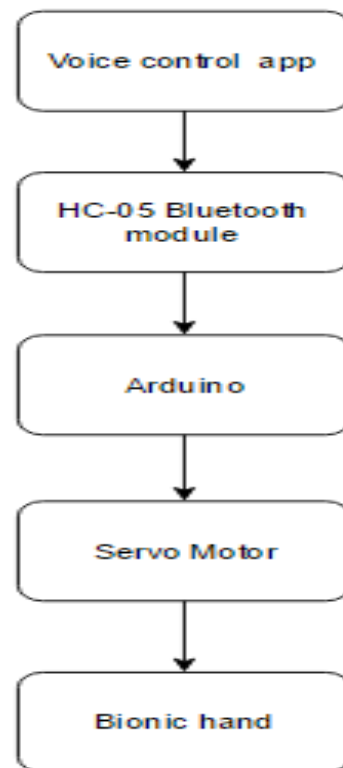 Voice control app
HC-05 Bluetooth
module
Arduino
Servo Motor
Bionic hand